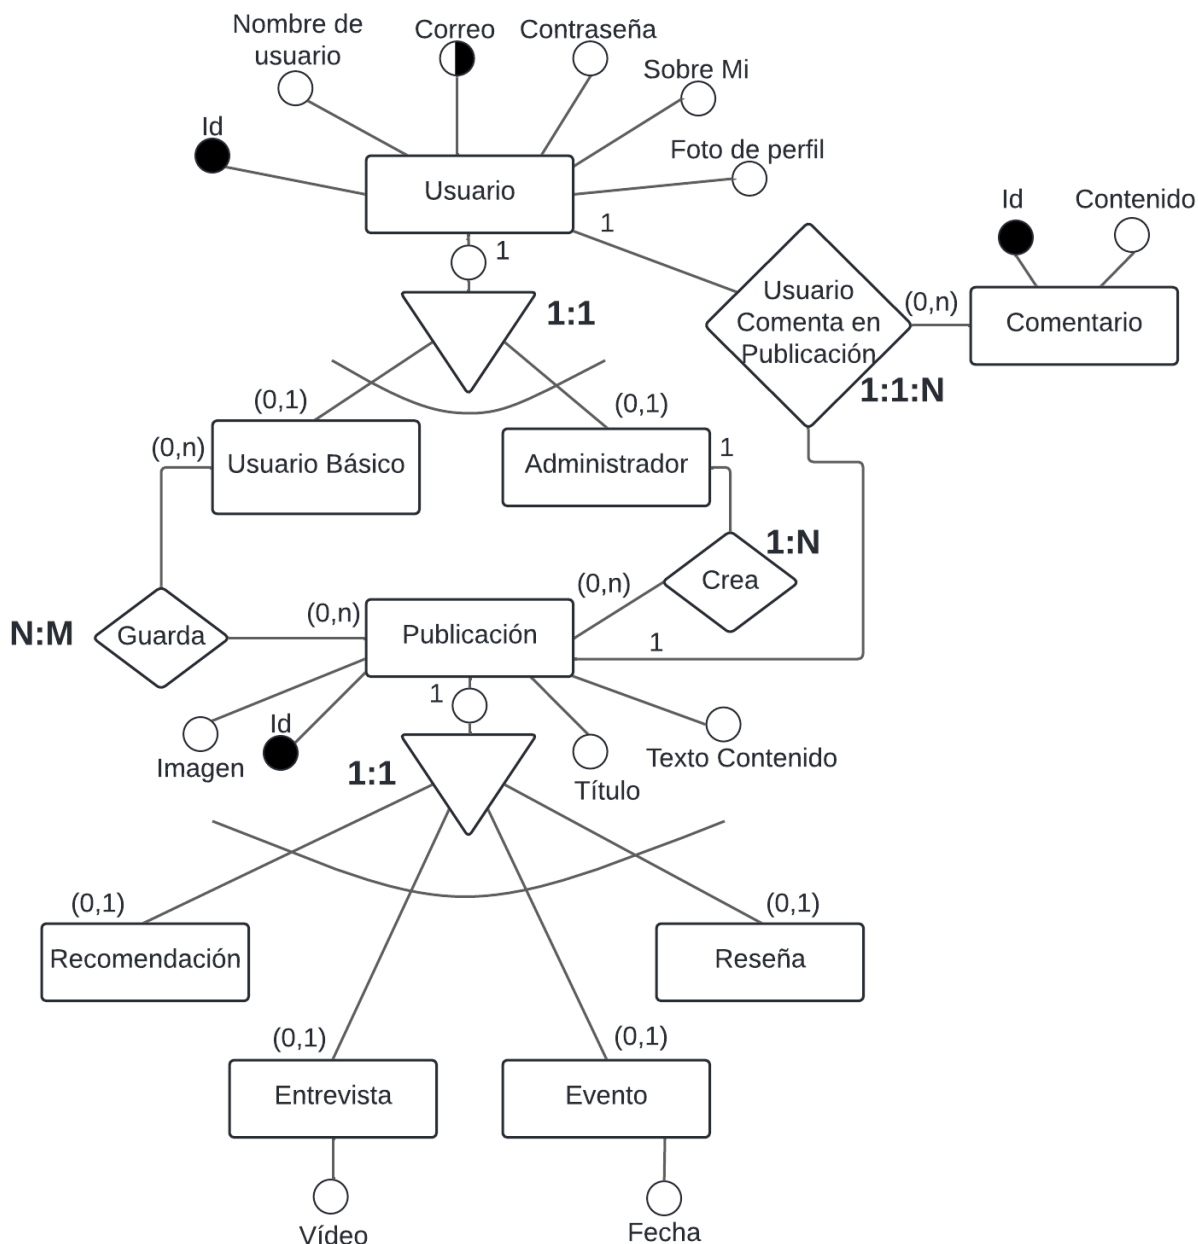 Nombre de
usuario
Correo
Contraseña
Sobre Mi
Id
Foto de perfil
Usuario
1
1
Id
Contenido
1:1
Usuario
Comenta en
Publicación
(0,n)
Comentario
1:1:N
(0,1)
(0,1)
(0,n)
Usuario Básico
Administrador
1
1:N
(0,n)
Crea
N:M
Guarda
(0,n)
Publicación
1
1
Id
Imagen
1:1
Título
Texto Contenido
(0,1)
(0,1)
Recomendación
Reseña
(0,1)
(0,1)
Entrevista
Evento
Vídeo
Fecha